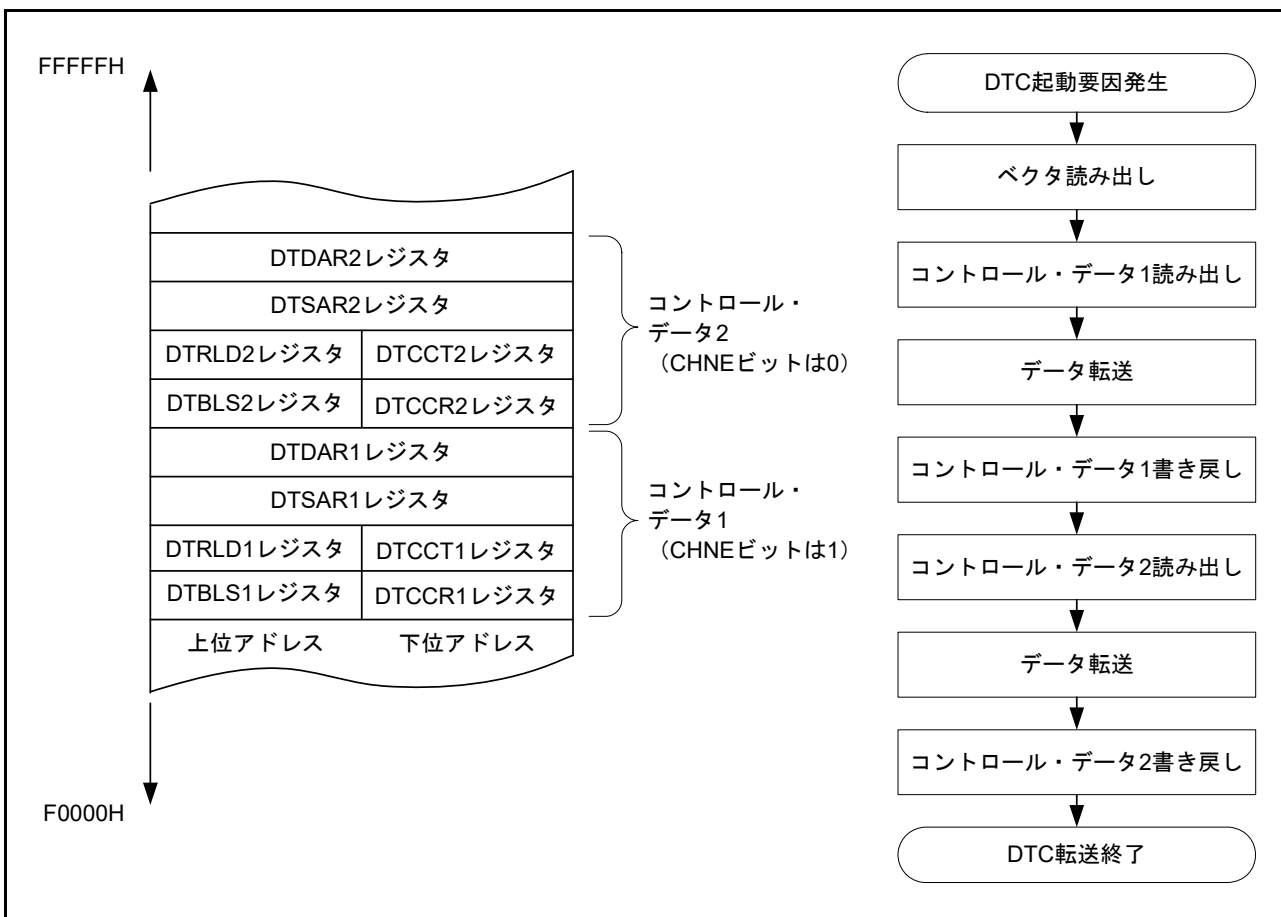 FFFFFH
DTDAR2レジスタ
DTSAR2レジスタ
DTRLD2レジスタ DTCCT2レジスタ
DTBLS2レジスタ DTCCR2レジスタ
DTDAR1レジスタ
DTSAR1レジスタ
DTRLD1レジスタ DTCCT1レジスタ
DTBLS1レジスタ DTCCR1レジスタ
上位アドレス 下位アドレス
F0000H
コントロール・
データ2
（CHNEビットは0）
コントロール・
データ1
（CHNEビットは1）
DTC起動要因発生
ベクタ読み出し
コントロール・データ1読み出し
データ転送
コントロール・データ1書き戻し
コントロール・データ2読み出し
データ転送
コントロール・データ2書き戻し
DTC転送終了